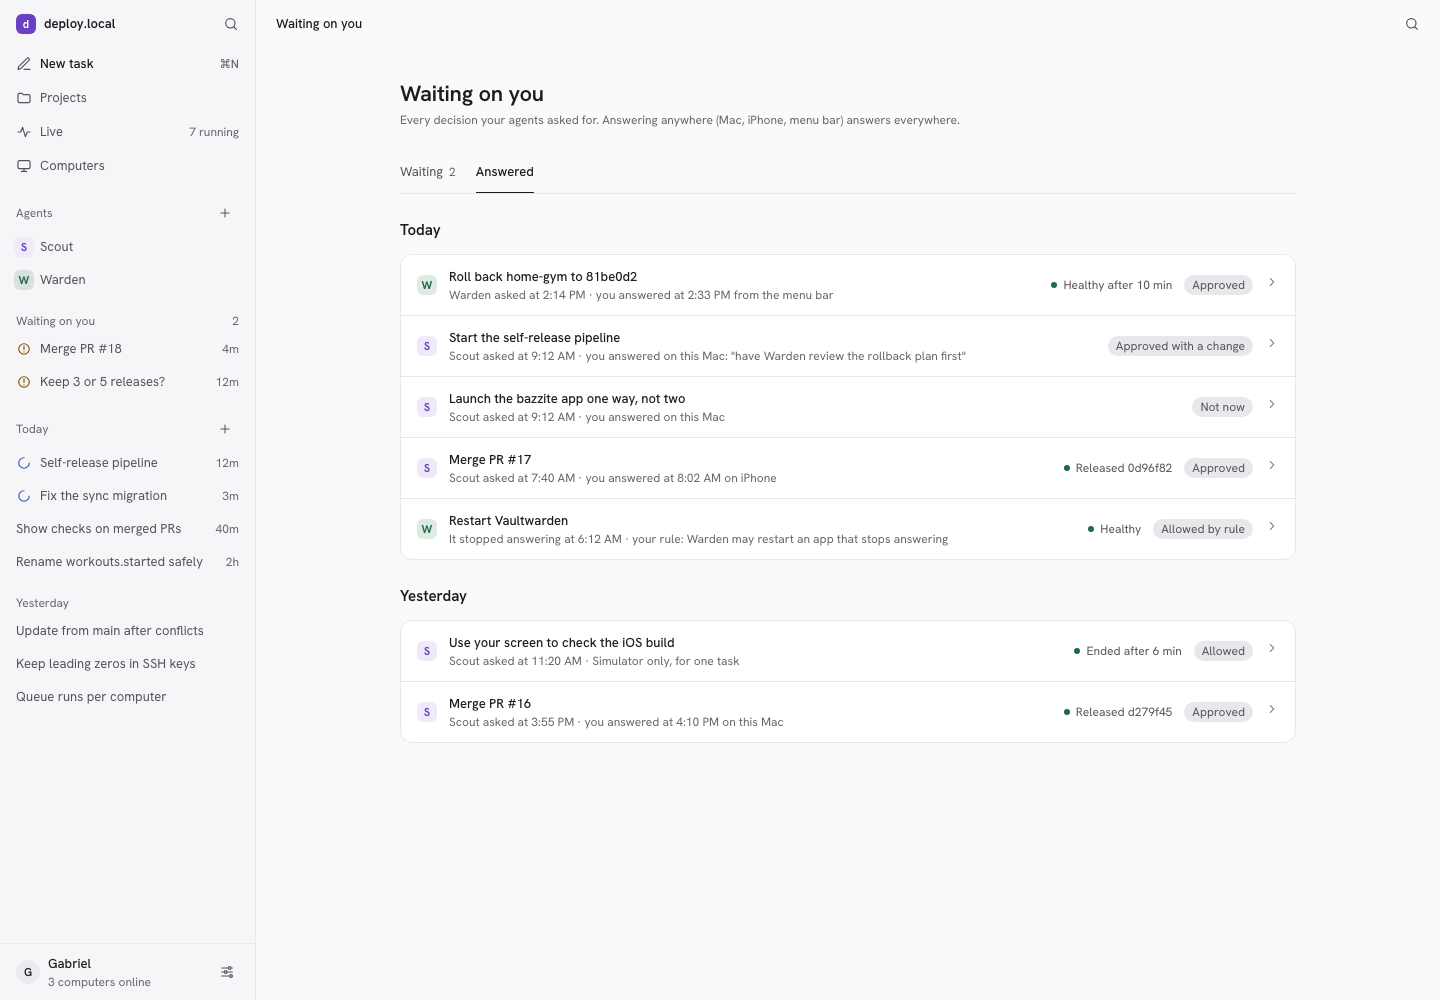 d deploy.local
New task ⌘N
Projects
Live 7 running
Computers
Agents
S Scout
W Warden
Waiting on you 2
Merge PR #18 4m
Keep 3 or 5 releases? 12m
Today
Self-release pipeline 12m
Fix the sync migration 3m
Show checks on merged PRs 40m
Rename workouts.started safely 2h
Yesterday
Update from main after conflicts
Keep leading zeros in SSH keys
Queue runs per computer
G Gabriel
3 computers online
Waiting on you
Waiting on you
Every decision your agents asked for. Answering anywhere (Mac, iPhone, menu bar) answers everywhere.
Waiting 2 Answered
Today
W Roll back home-gym to 81be0d2
Warden asked at 2:14 PM · you answered at 2:33 PM from the menu bar
Healthy after 10 min Approved
S Start the self-release pipeline
Scout asked at 9:12 AM · you answered on this Mac: "have Warden review the rollback plan first"
Approved with a change
S Launch the bazzite app one way, not two
Scout asked at 9:12 AM · you answered on this Mac
Not now
S Merge PR #17
Scout asked at 7:40 AM · you answered at 8:02 AM on iPhone
Released 0d96f82 Approved
W Restart Vaultwarden
It stopped answering at 6:12 AM · your rule: Warden may restart an app that stops answering
Healthy Allowed by rule
Yesterday
S Use your screen to check the iOS build
Scout asked at 11:20 AM · Simulator only, for one task
Ended after 6 min Allowed
S Merge PR #16
Scout asked at 3:55 PM · you answered at 4:10 PM on this Mac
Released d279f45 Approved